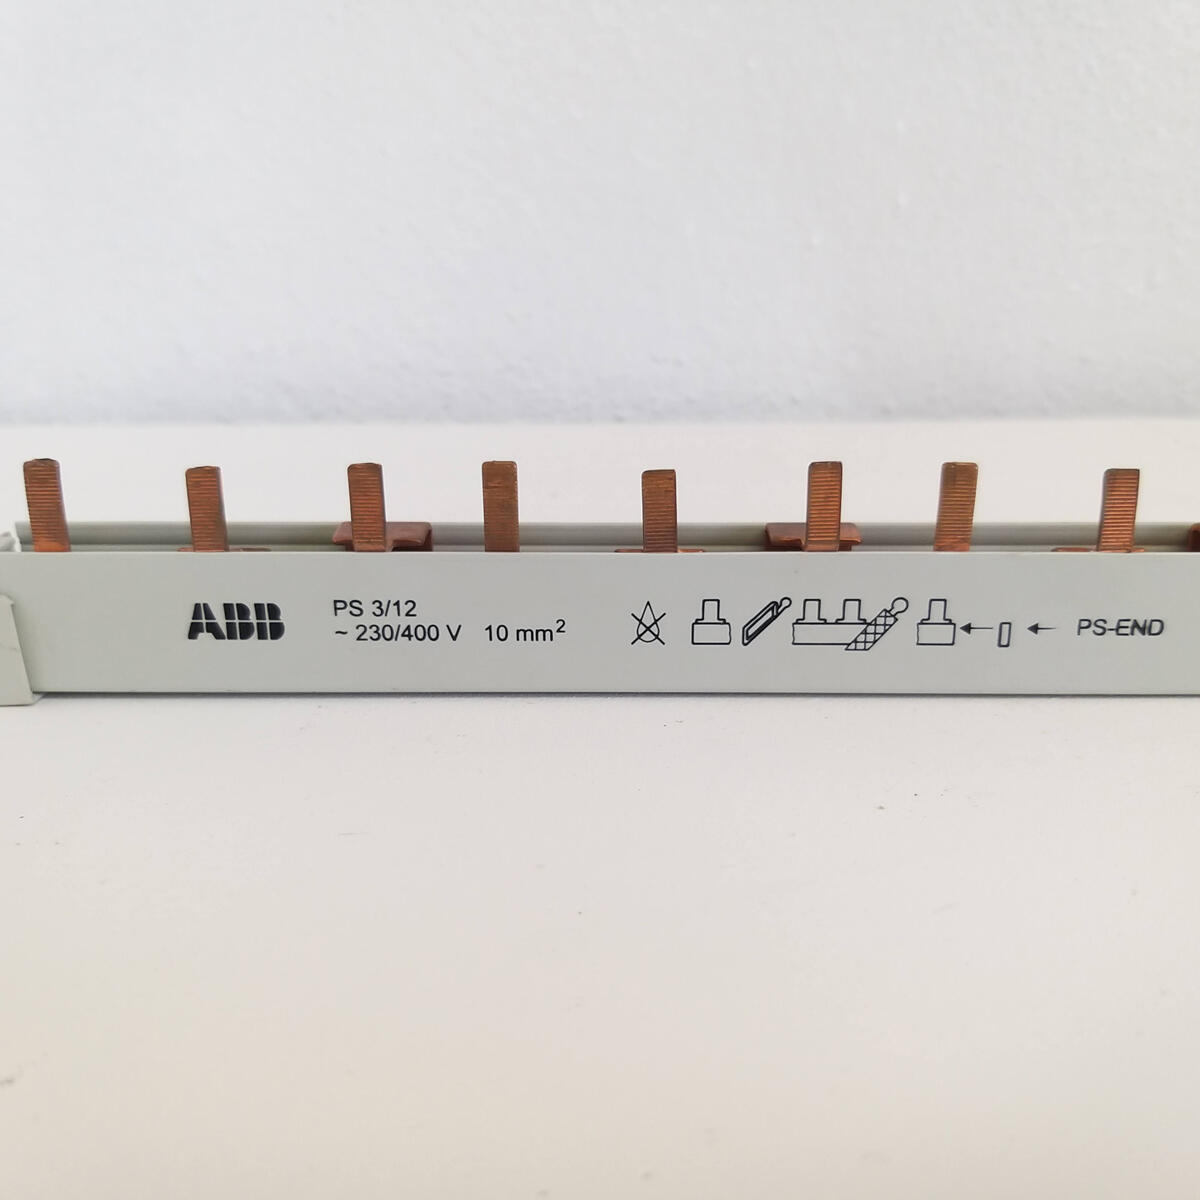 ABB
PS 3/12
~ 230/400 V 10 mm²
PS-END